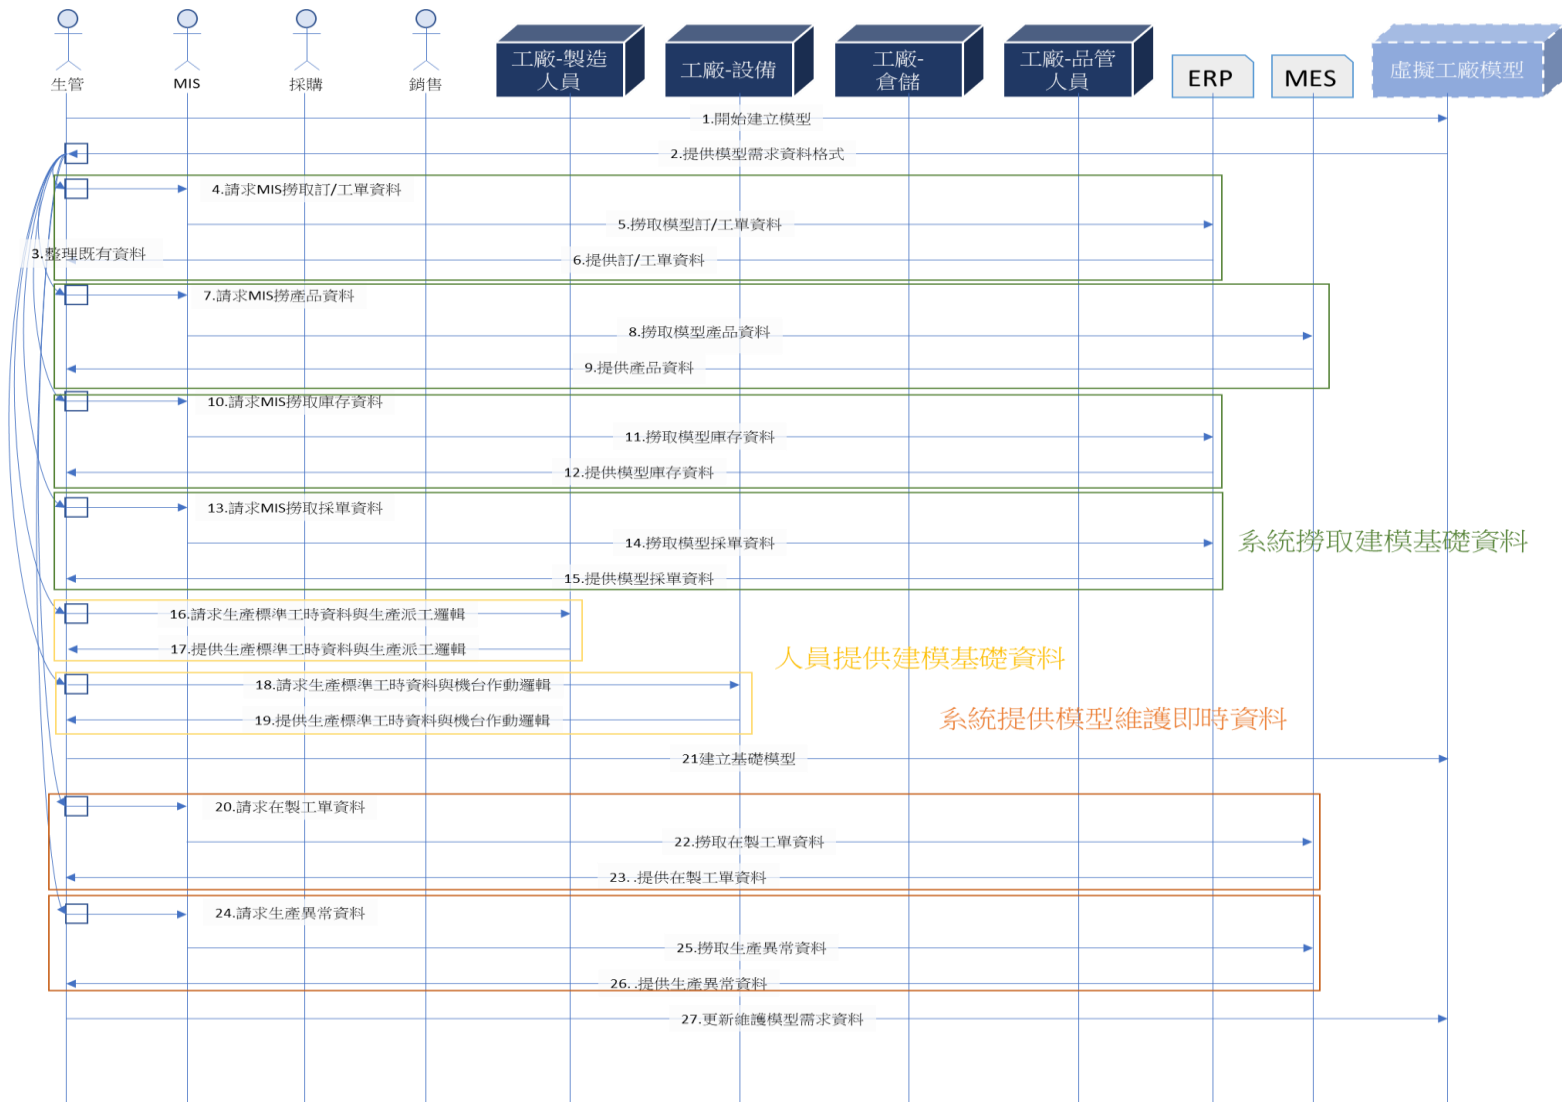 生管
MIS
採購
銷售
工廠-製造
人員
工廠-設備
工廠-
倉儲
工廠-品管
人員
ERP
MES
虛擬工廠模型
1.開始建立模型
2.提供模型需求資料格式
4.請求MIS撈取訂/工單資料
5.撈取模型訂/工單資料
3.整理既有資料
6.提供訂/工單資料
7.請求MIS撈產品資料
8.撈取模型產品資料
9.提供產品資料
10.請求MIS撈取庫存資料
11.撈取模型庫存資料
12.提供模型庫存資料
13.請求MIS撈取採單資料
14.撈取模型採單資料
系統撈取建模基礎資料
15.提供模型採單資料
16.請求生產標準工時資料與生產派工邏輯
17.提供生產標準工時資料與生產派工邏輯
人員提供建模基礎資料
18.請求生產標準工時資料與機台作動邏輯
19.提供生產標準工時資料與機台作動邏輯
系統提供模型維護即時資料
21建立基礎模型
20.請求在製工單資料
22.撈取在製工單資料
23. .提供在製工單資料
24.請求生產異常資料
25.撈取生產異常資料
26. .提供生產異常資料
27.更新維護模型需求資料